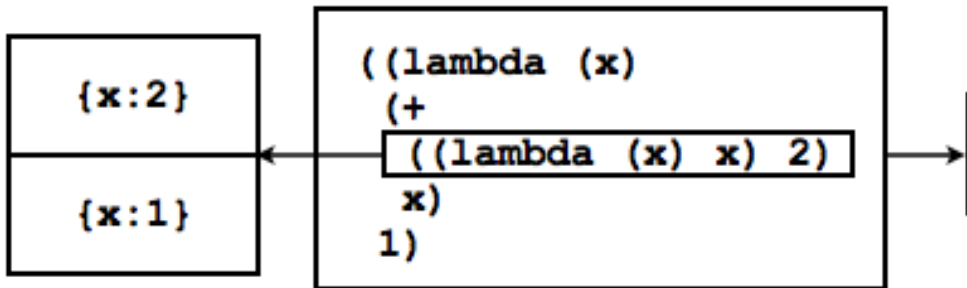 {x:2}
{x:1}
((lambda (x)
(+
((lambda (x) x) 2)
x)
1)